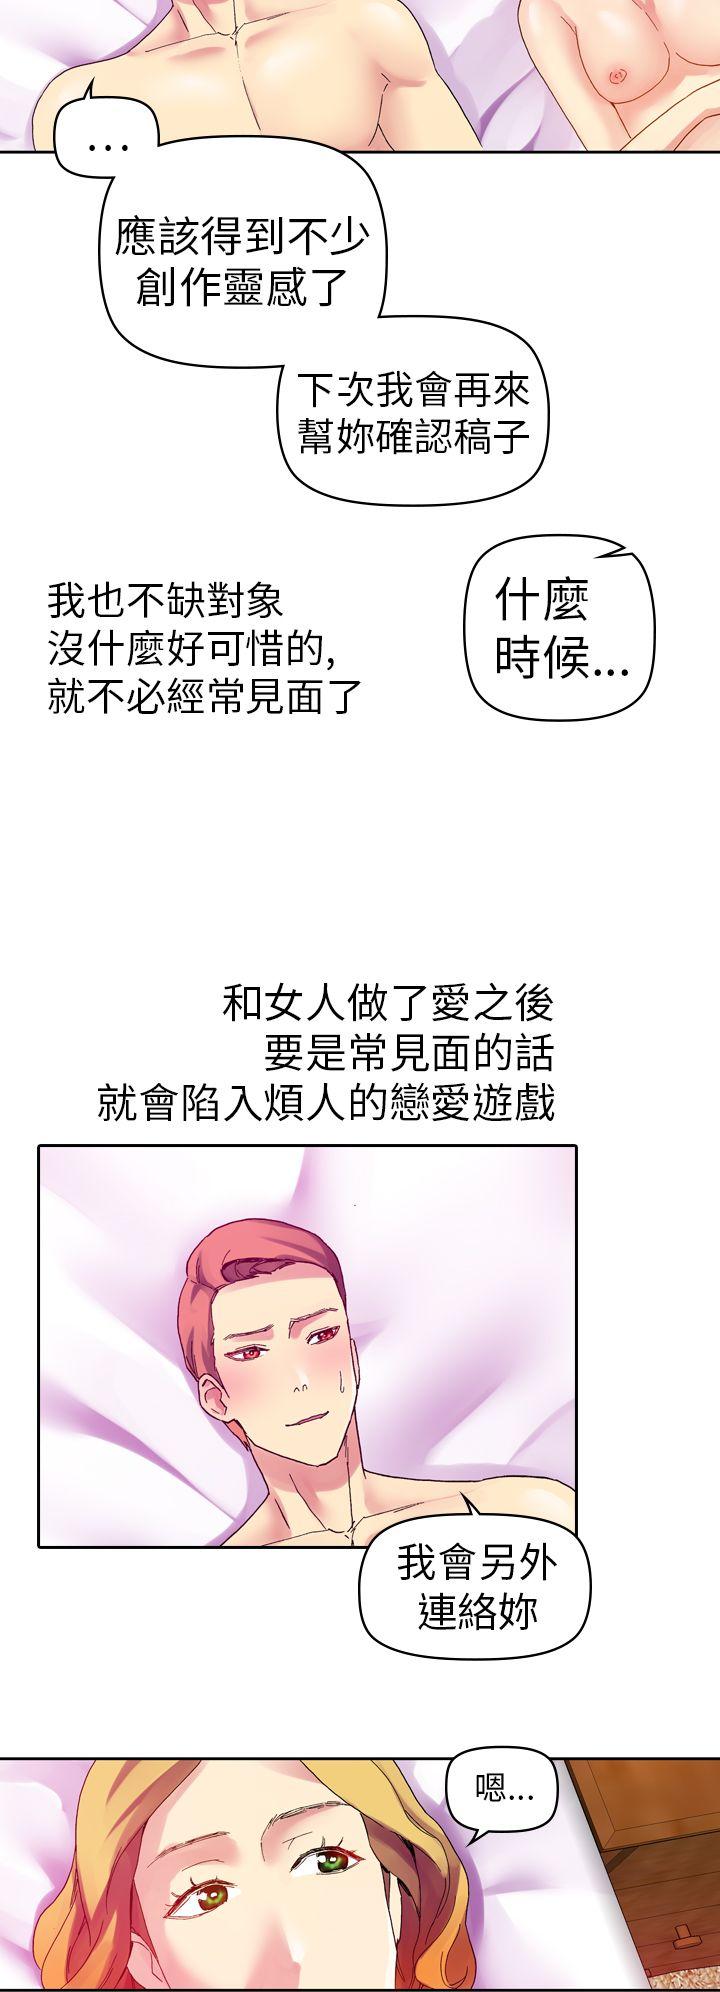 ...
應該得到不少
創作靈感了
下次我會再來
幫妳確認稿子
什麼
時候...
我也不缺對象
沒什麼好可惜的,
就不必經常見面了
和女人做了愛之後
要是常見面的話
就會陷入煩人的戀愛遊戲
我會另外
連絡妳
嗯...